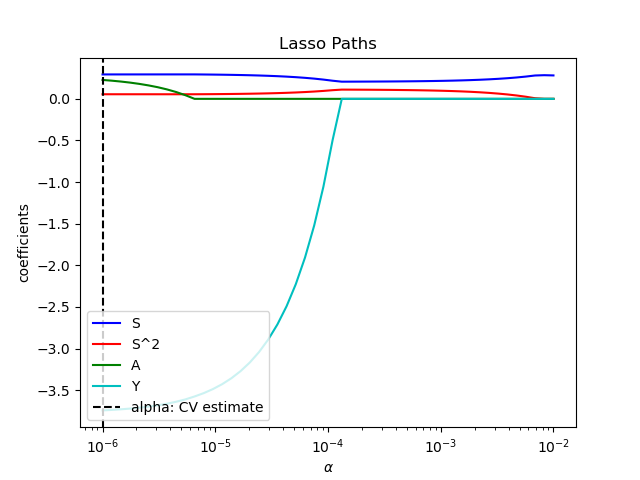 Lasso Paths
coefficients
0.0
−0.5
−1.0
−1.5
−2.0
−2.5
−3.0
−3.5
S
S^2
A
Y
alpha: CV estimate
10⁻⁶ 10⁻⁵ 10⁻⁴ 10⁻³ 10⁻²
α